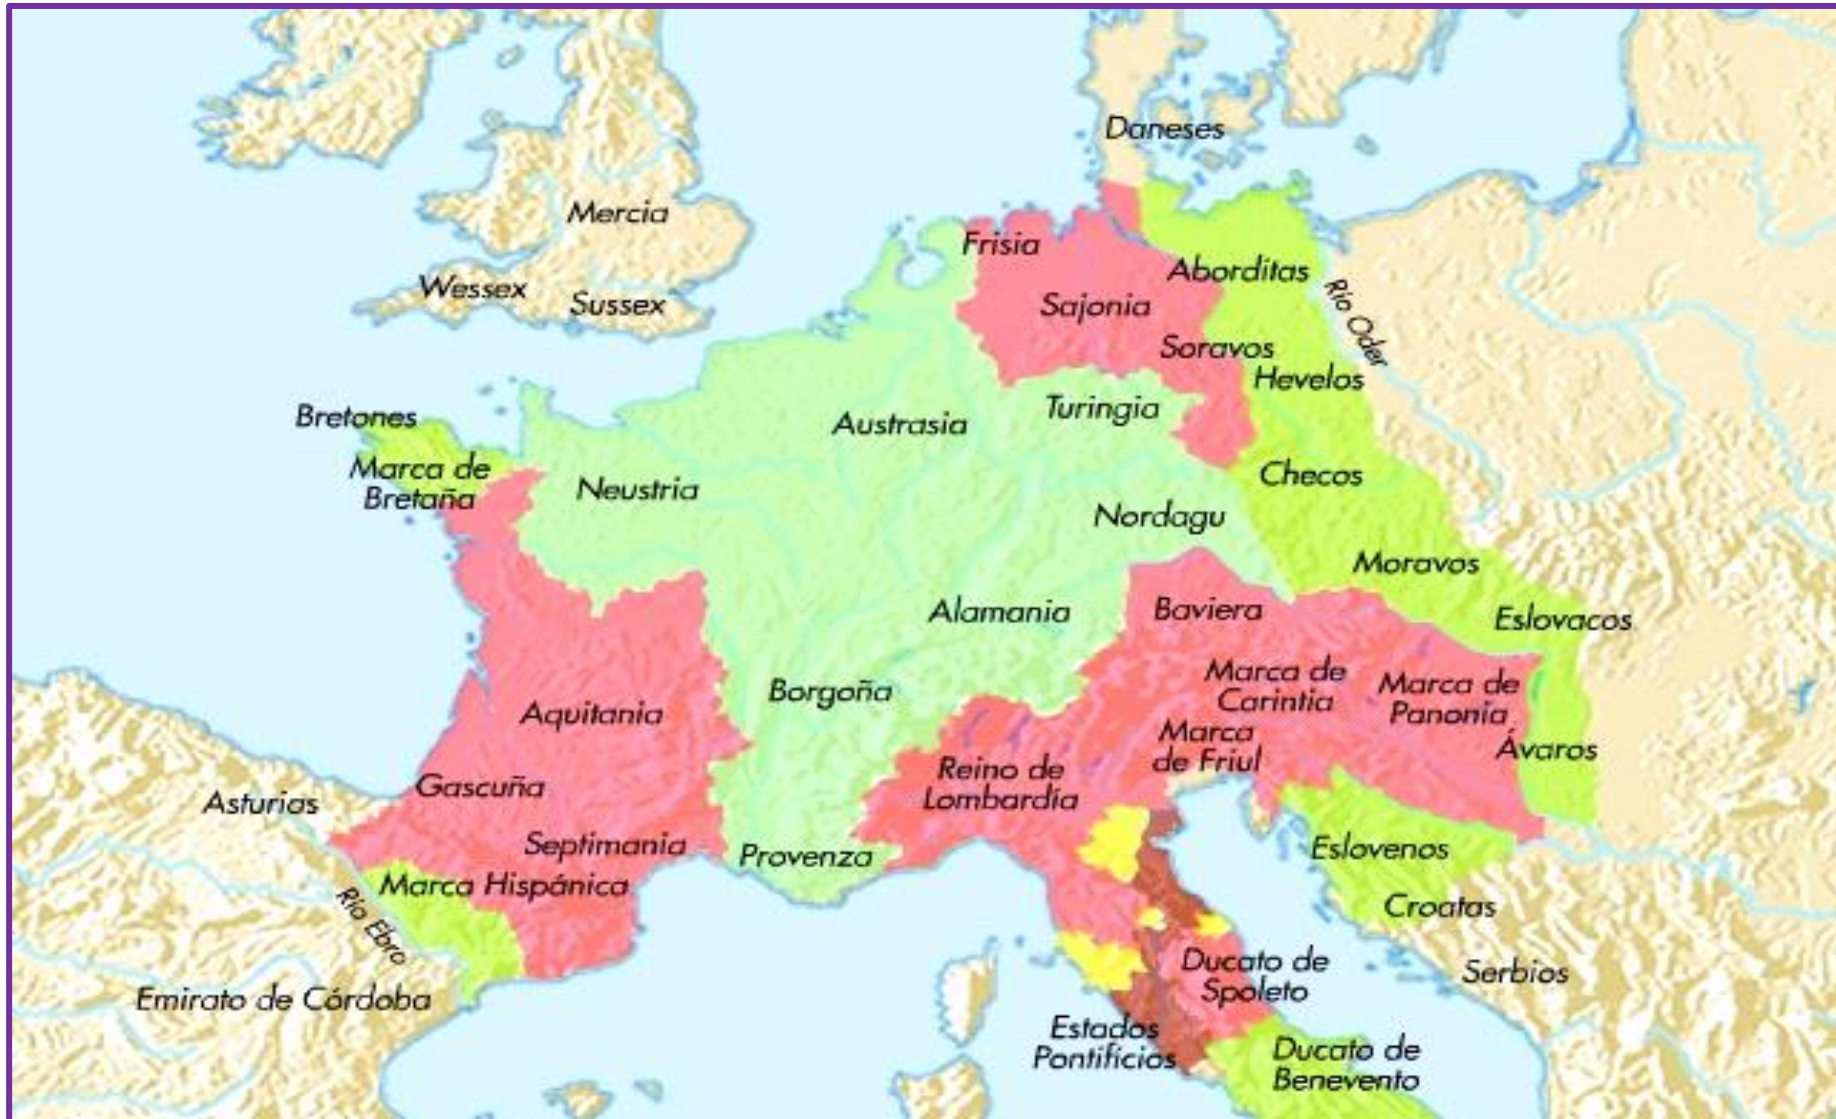 Daneses
Mercia
Frisia
Aborditas
Wessex
Sussex
Sajonia
Río Oder
Soravos
Hevelos
Bretones
Austrasia
Turingia
Marca de
Bretaña
Neustria
Checos
Nordagu
Moravos
Alamania
Baviera
Eslovacos
Borgoña
Aquitania
Marca de
Carintia
Marca de
Panonía
Marca
de Friul
Ávaros
Reino de
Lombardía
Gascuña
Asturias
Septimania
Provenza
Eslovenos
Marca Hispánica
Río Ebro
Croatas
Ducato de
Spoleto
Serbios
Emirato de Córdoba
Estados
Pontificios
Ducato de
Benevento